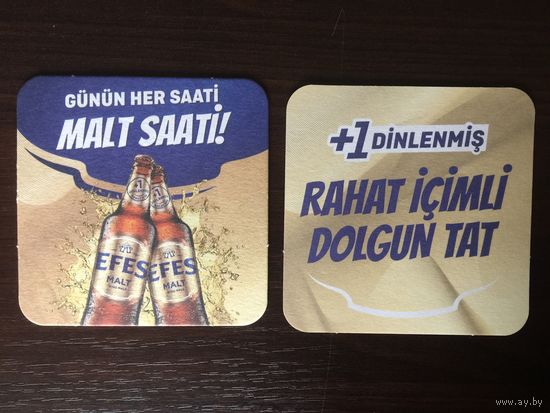 GÜNÜN HER SAATİ
MALT SAATİ!
+1
EFES
MALT
EFES
MALT
+1 DİNLENMİŞ
RAHAT İÇİMLİ
DOLGUN TAT
www.ay.by